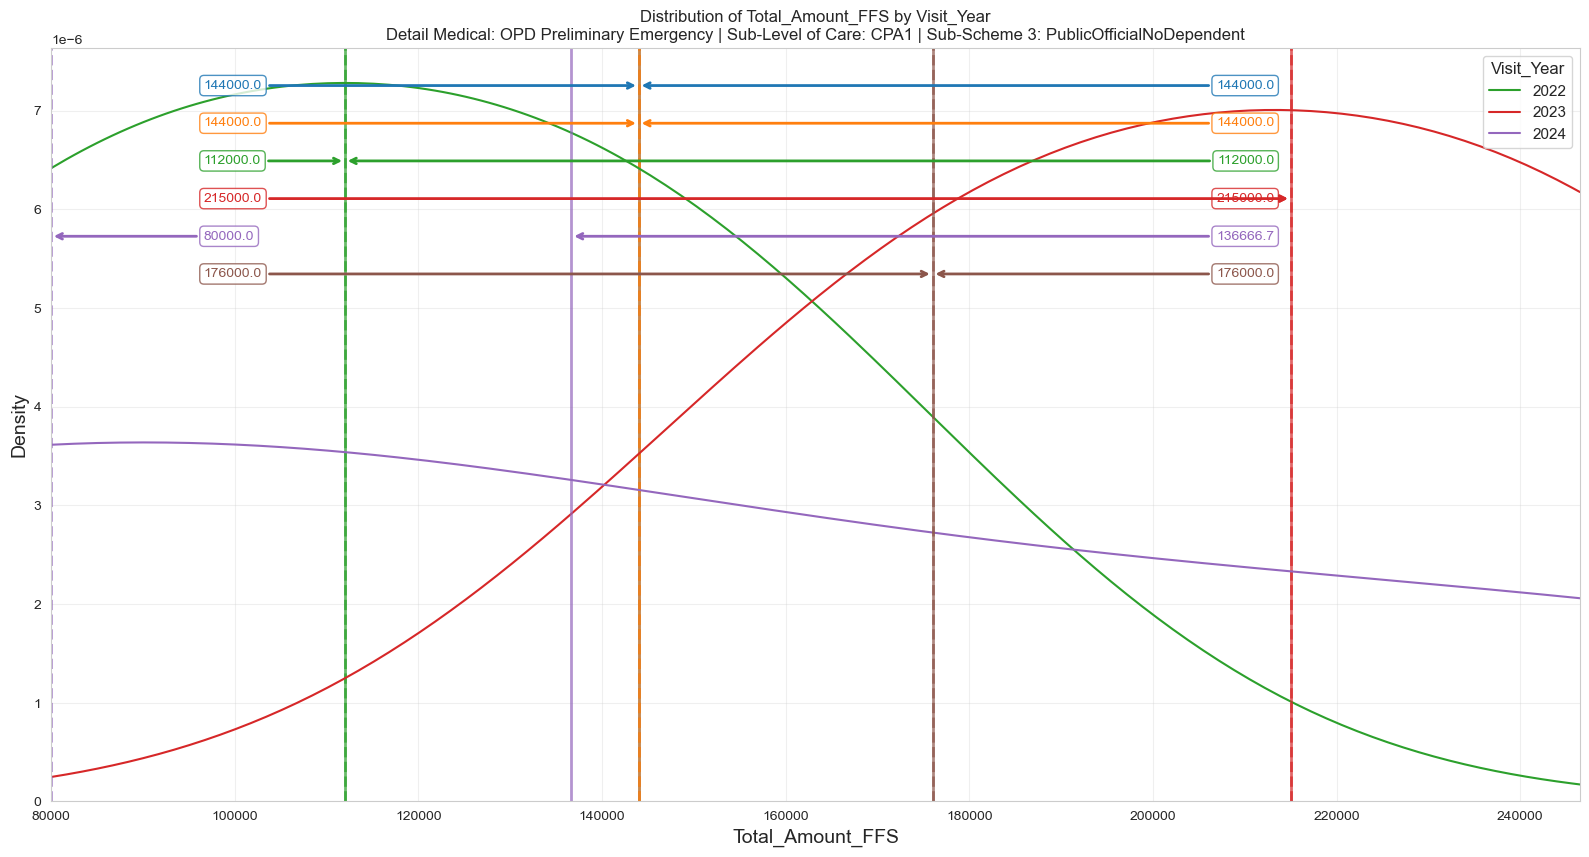 Distribution of Total_Amount_FFS by Visit_Year
Detail Medical: OPD Preliminary Emergency | Sub-Level of Care: CPA1 | Sub-Scheme 3: PublicOfficialNoDependent
1e−6
Visit_Year
2022
2023
2024
144000.0 144000.0
144000.0 144000.0
112000.0 112000.0
215000.0 215000.0
80000.0 136666.7
176000.0 176000.0
7
6
5
4
3
2
1
0
Density
80000 100000 120000 140000 160000 180000 200000 220000 240000
Total_Amount_FFS